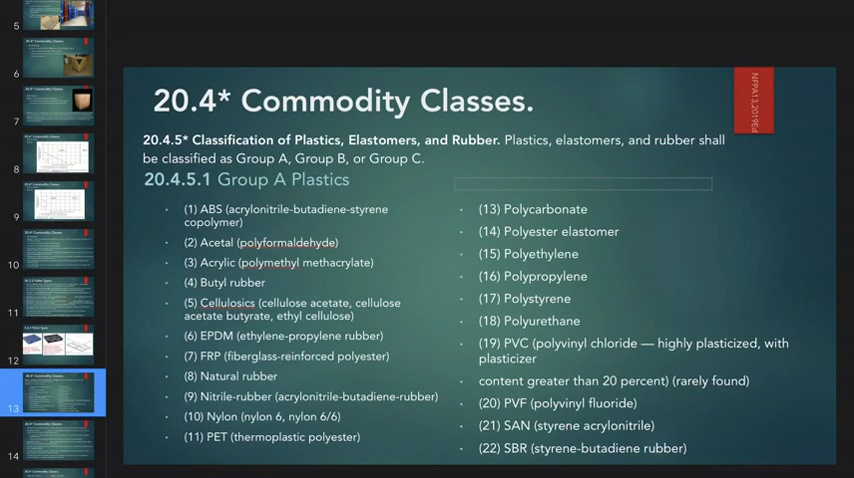 5
6
7
8
9
10
11
12
13
14
20.4* Commodity Classes.
NFPA13,2019Ed
20.4.5* Classification of Plastics, Elastomers, and Rubber. Plastics, elastomers, and rubber shall
be classified as Group A, Group B, or Group C.
20.4.5.1 Group A Plastics
(1) ABS (acrylonitrile-butadiene-styrene
copolymer)
(2) Acetal (polyformaldehyde)
(3) Acrylic (polymethyl methacrylate)
(4) Butyl rubber
(5) Cellulosics (cellulose acetate, cellulose
acetate butyrate, ethyl cellulose)
(6) EPDM (ethylene-propylene rubber)
(7) FRP (fiberglass-reinforced polyester)
(8) Natural rubber
(9) Nitrile-rubber (acrylonitrile-butadiene-rubber)
(10) Nylon (nylon 6, nylon 6/6)
(11) PET (thermoplastic polyester)
(13) Polycarbonate
(14) Polyester elastomer
(15) Polyethylene
(16) Polypropylene
(17) Polystyrene
(18) Polyurethane
(19) PVC (polyvinyl chloride — highly plasticized, with
plasticizer
content greater than 20 percent) (rarely found)
(20) PVF (polyvinyl fluoride)
(21) SAN (styrene acrylonitrile)
(22) SBR (styrene-butadiene rubber)